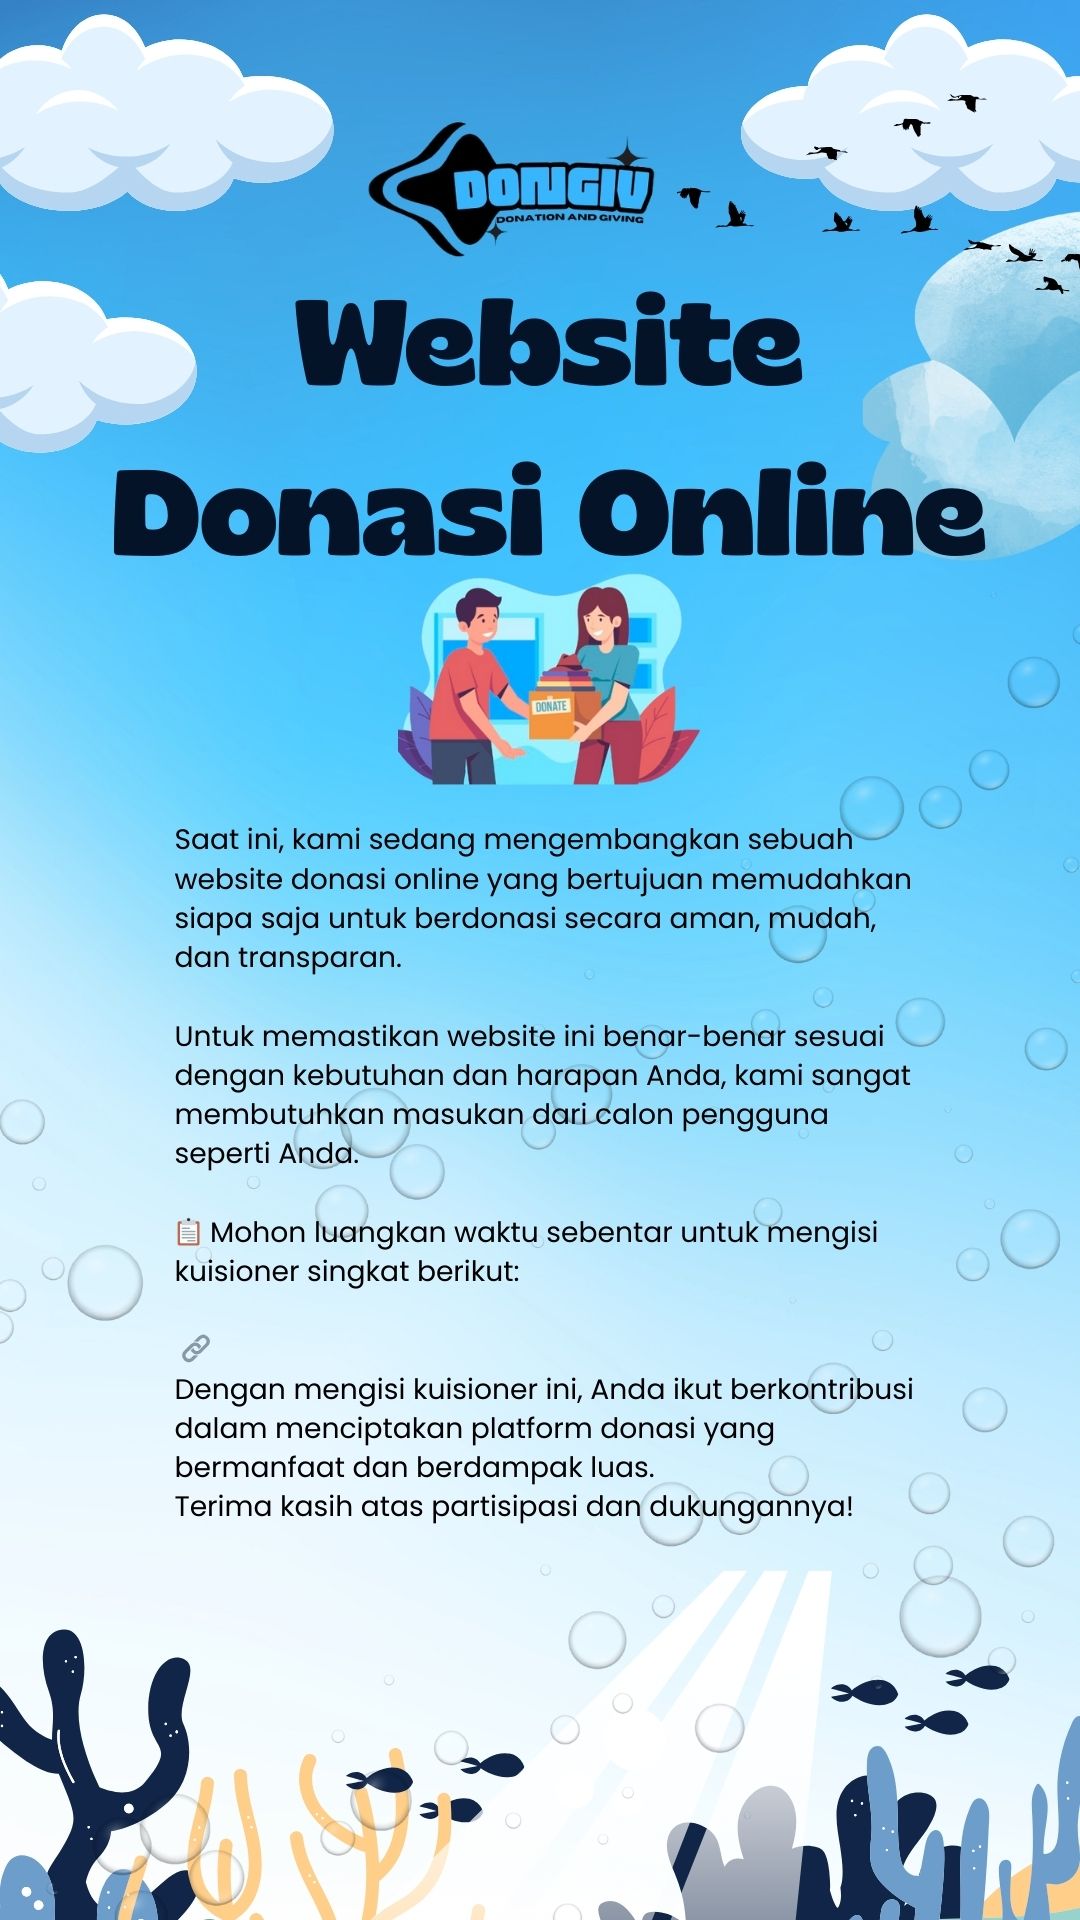 DONGIV
DONATION AND GIVING
Website
Donasi Online
DONATE
Saat ini, kami sedang mengembangkan sebuah
website donasi online yang bertujuan memudahkan
siapa saja untuk berdonasi secara aman, mudah,
dan transparan.
Untuk memastikan website ini benar-benar sesuai
dengan kebutuhan dan harapan Anda, kami sangat
membutuhkan masukan dari calon pengguna
seperti Anda.
📋 Mohon luangkan waktu sebentar untuk mengisi
kuisioner singkat berikut:
🔗
Dengan mengisi kuisioner ini, Anda ikut berkontribusi
dalam menciptakan platform donasi yang
bermanfaat dan berdampak luas.
Terima kasih atas partisipasi dan dukungannya!